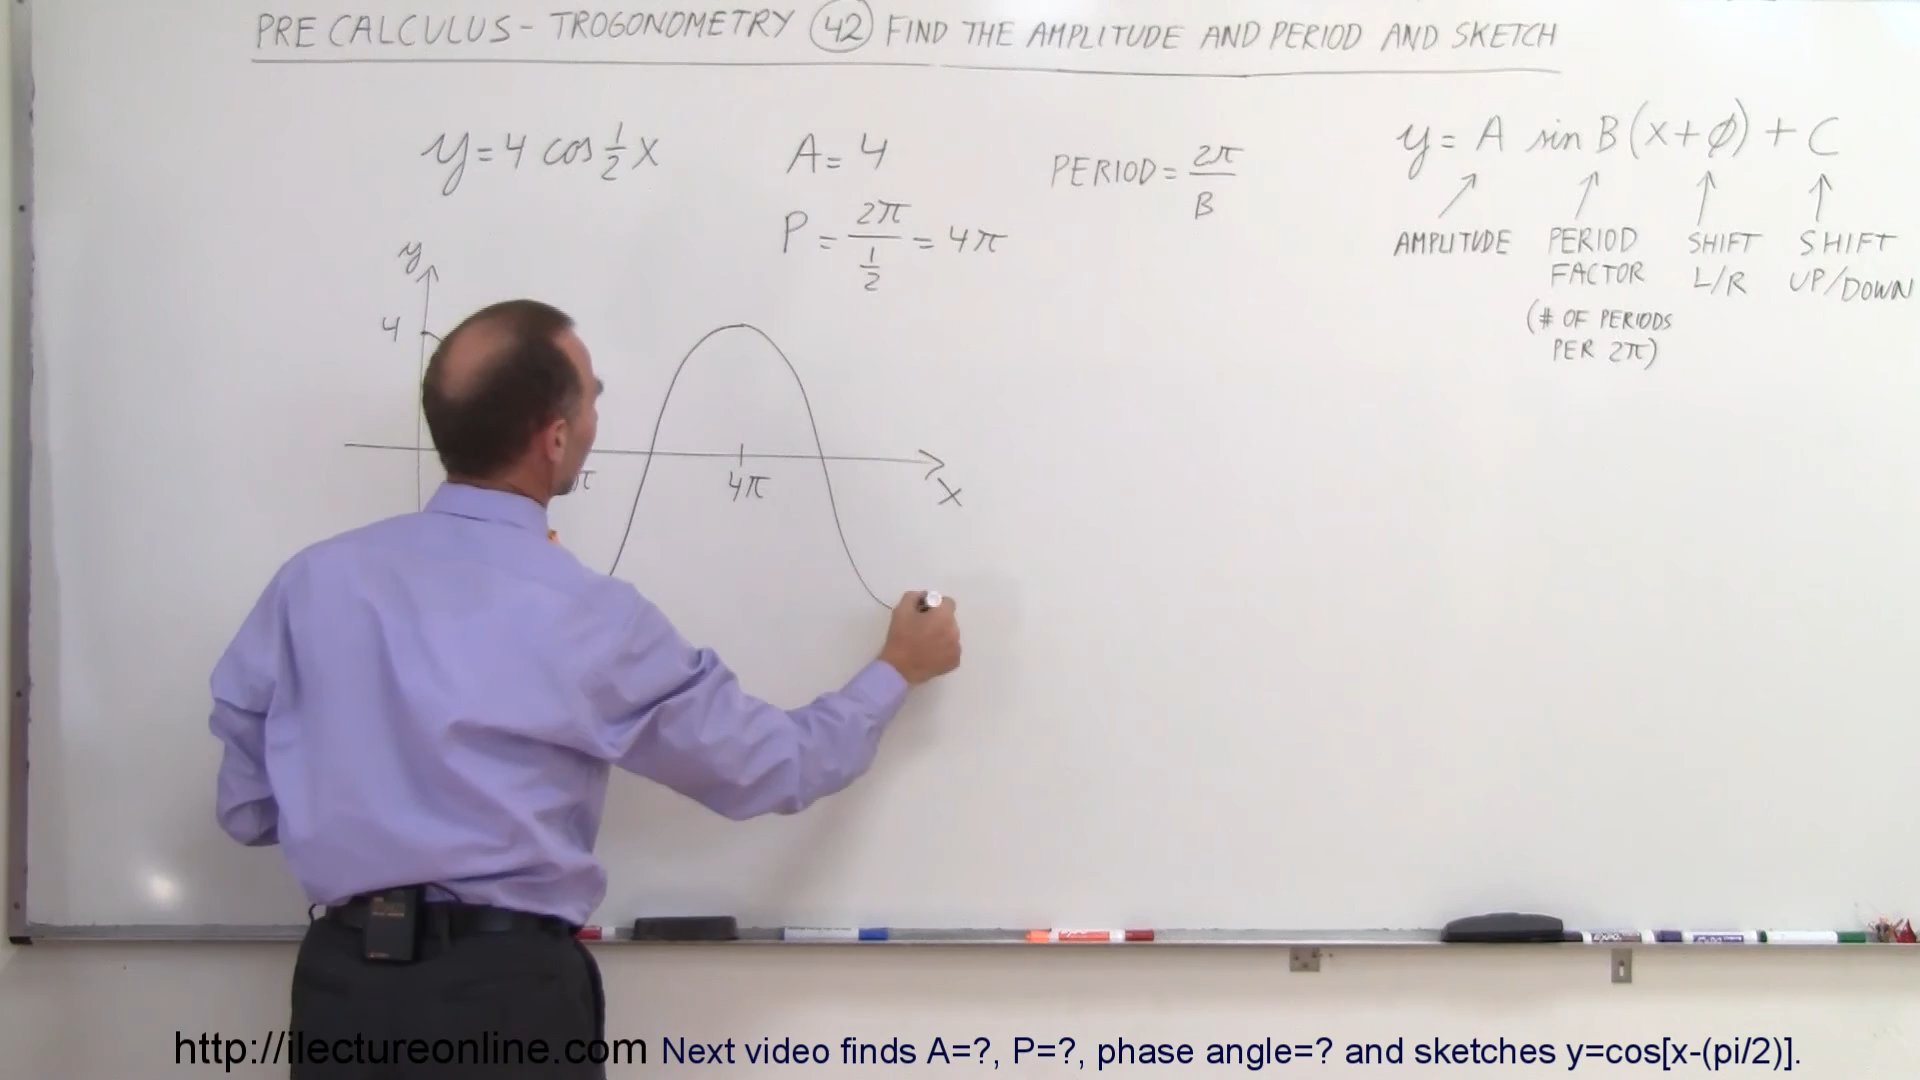 PRE CALCULUS - TROGONOMETRY 42 FIND THE AMPLITUDE AND PERIOD AND SKETCH
y = 4 cos 1/2 x
A = 4
P = 2π / 1/2 = 4π
PERIOD = 2π / B
y = A sin B (x + φ) + C
AMPLITUDE
PERIOD
FACTOR
(# OF PERIODS
PER 2π)
SHIFT
L/R
SHIFT
UP/DOWN
y
4
π
4π
x
http://ilectureonline.com Next video finds A=?, P=?, phase angle=? and sketches y=cos[x-(pi/2)].